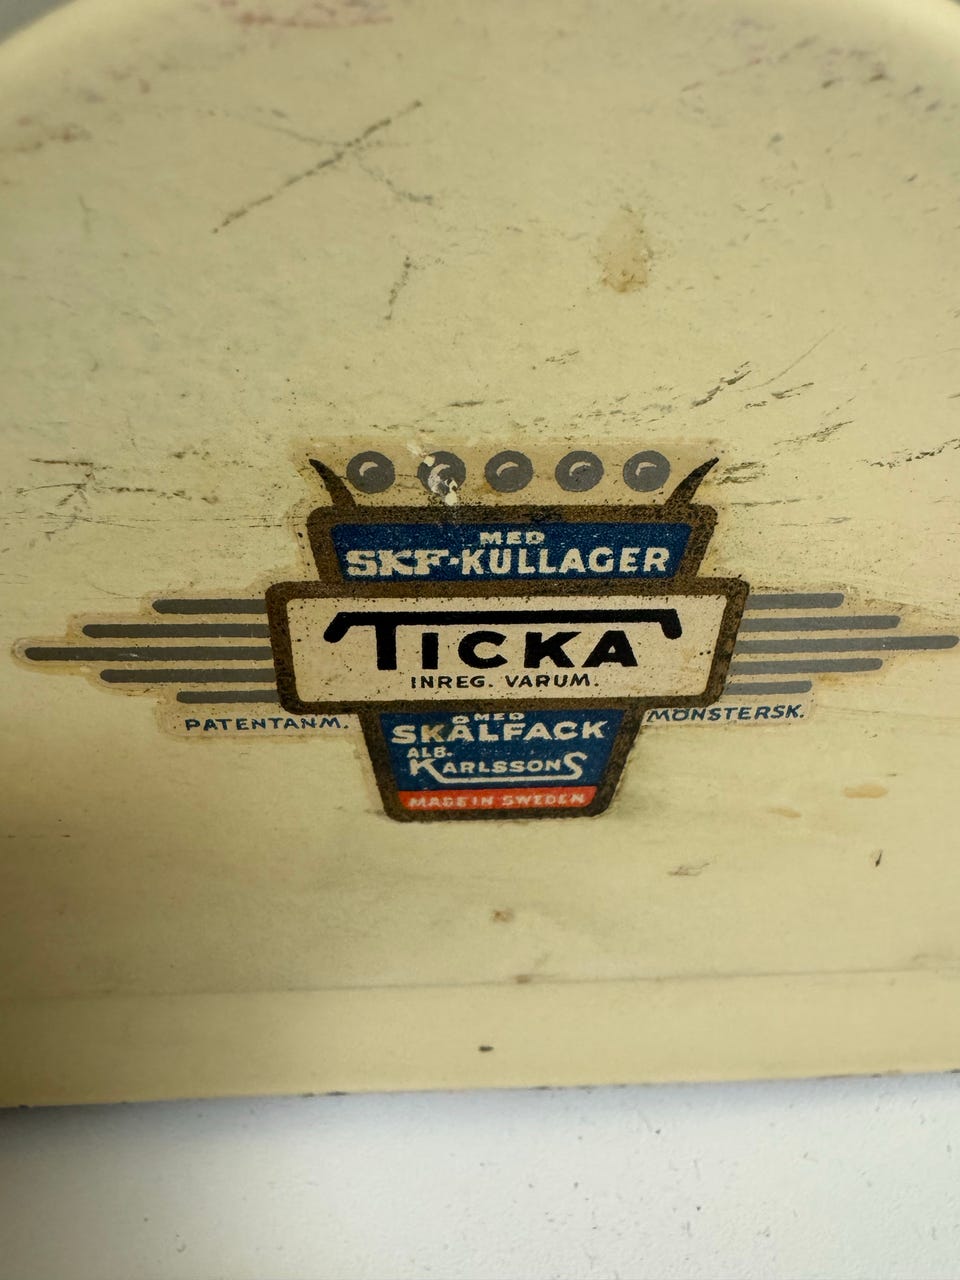 MED
SKF-KULLAGER
TICKA
INREG. VARUM.
PATENTANM.
MÖNSTERSK.
MED
SKÅLFACK
ALB.
KARLSSONS
MADE IN SWEDEN